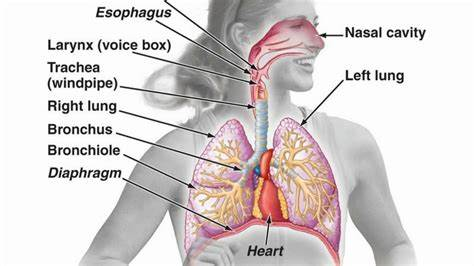 Esophagus
Larynx (voice box)
Trachea
(windpipe)
Right lung
Bronchus
Bronchiole
Diaphragm
Nasal cavity
Left lung
Heart